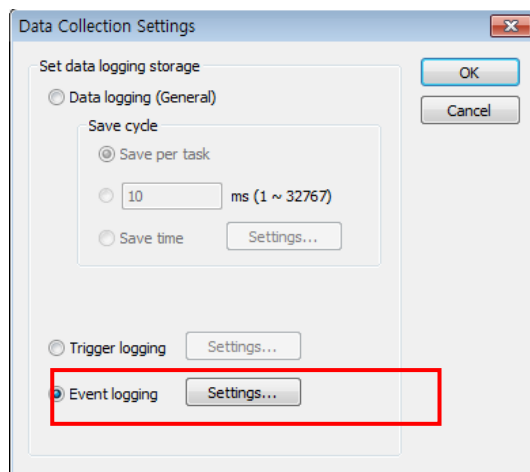 Data Collection Settings
Set data logging storage
OK
Data logging (General)
Cancel
Save cycle
Save per task
10 ms (1 ~ 32767)
Save time Settings...
Trigger logging Settings...
Event logging Settings...